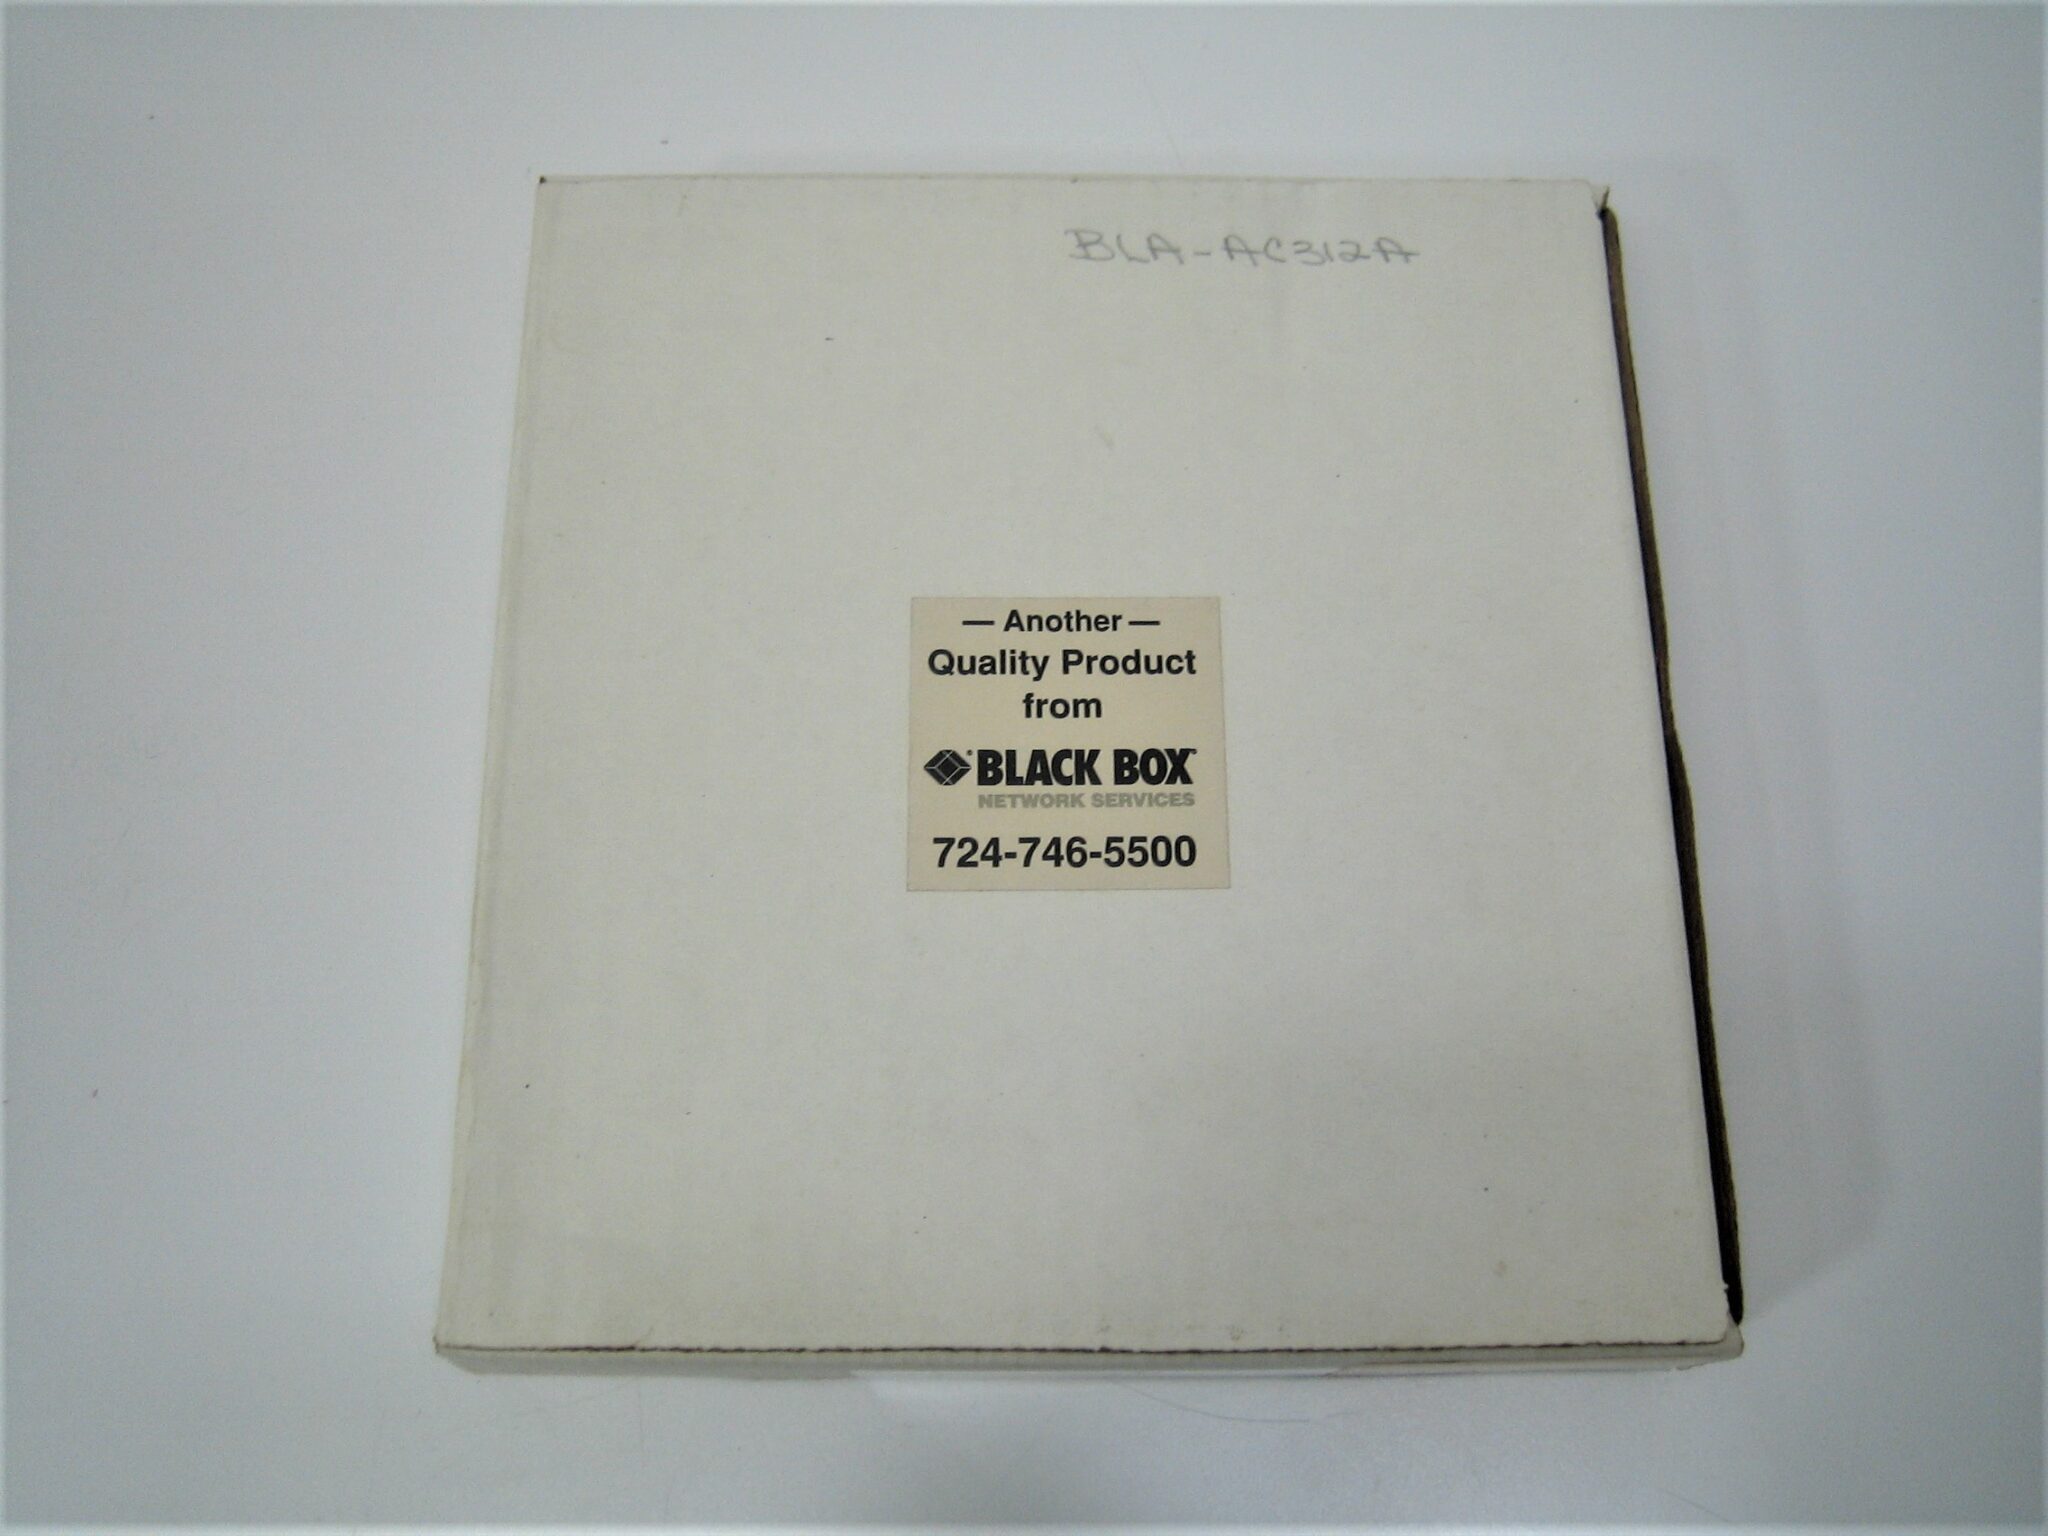 BLA-AC312A
— Another —
Quality Product
from
BLACK BOX
NETWORK SERVICES
724-746-5500